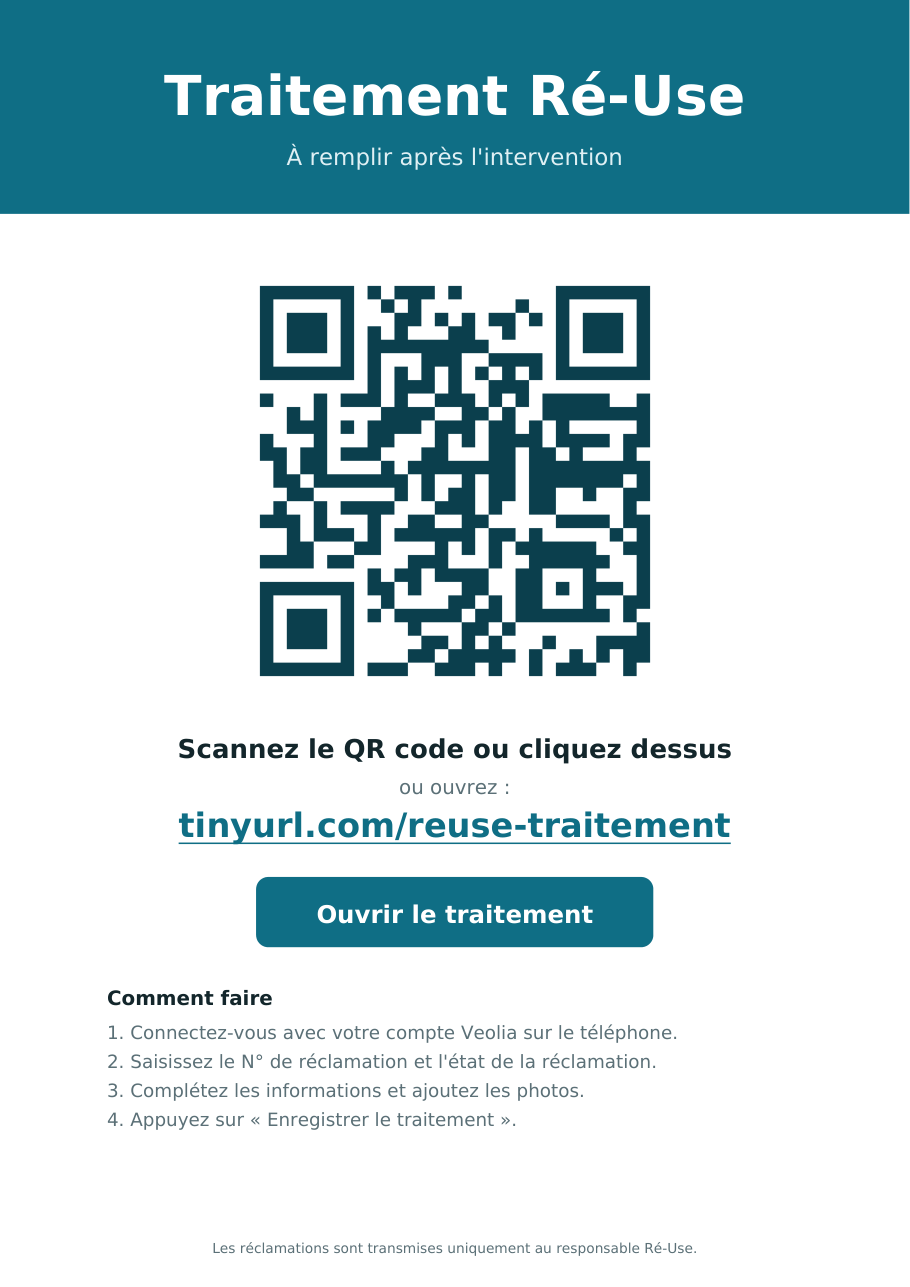 Traitement Ré-Use
À remplir après l'intervention
Scannez le QR code ou cliquez dessus
ou ouvrez :
tinyurl.com/reuse-traitement
Ouvrir le traitement
Comment faire
1. Connectez-vous avec votre compte Veolia sur le téléphone.
2. Saisissez le N° de réclamation et l'état de la réclamation.
3. Complétez les informations et ajoutez les photos.
4. Appuyez sur « Enregistrer le traitement ».
Les réclamations sont transmises uniquement au responsable Ré-Use.